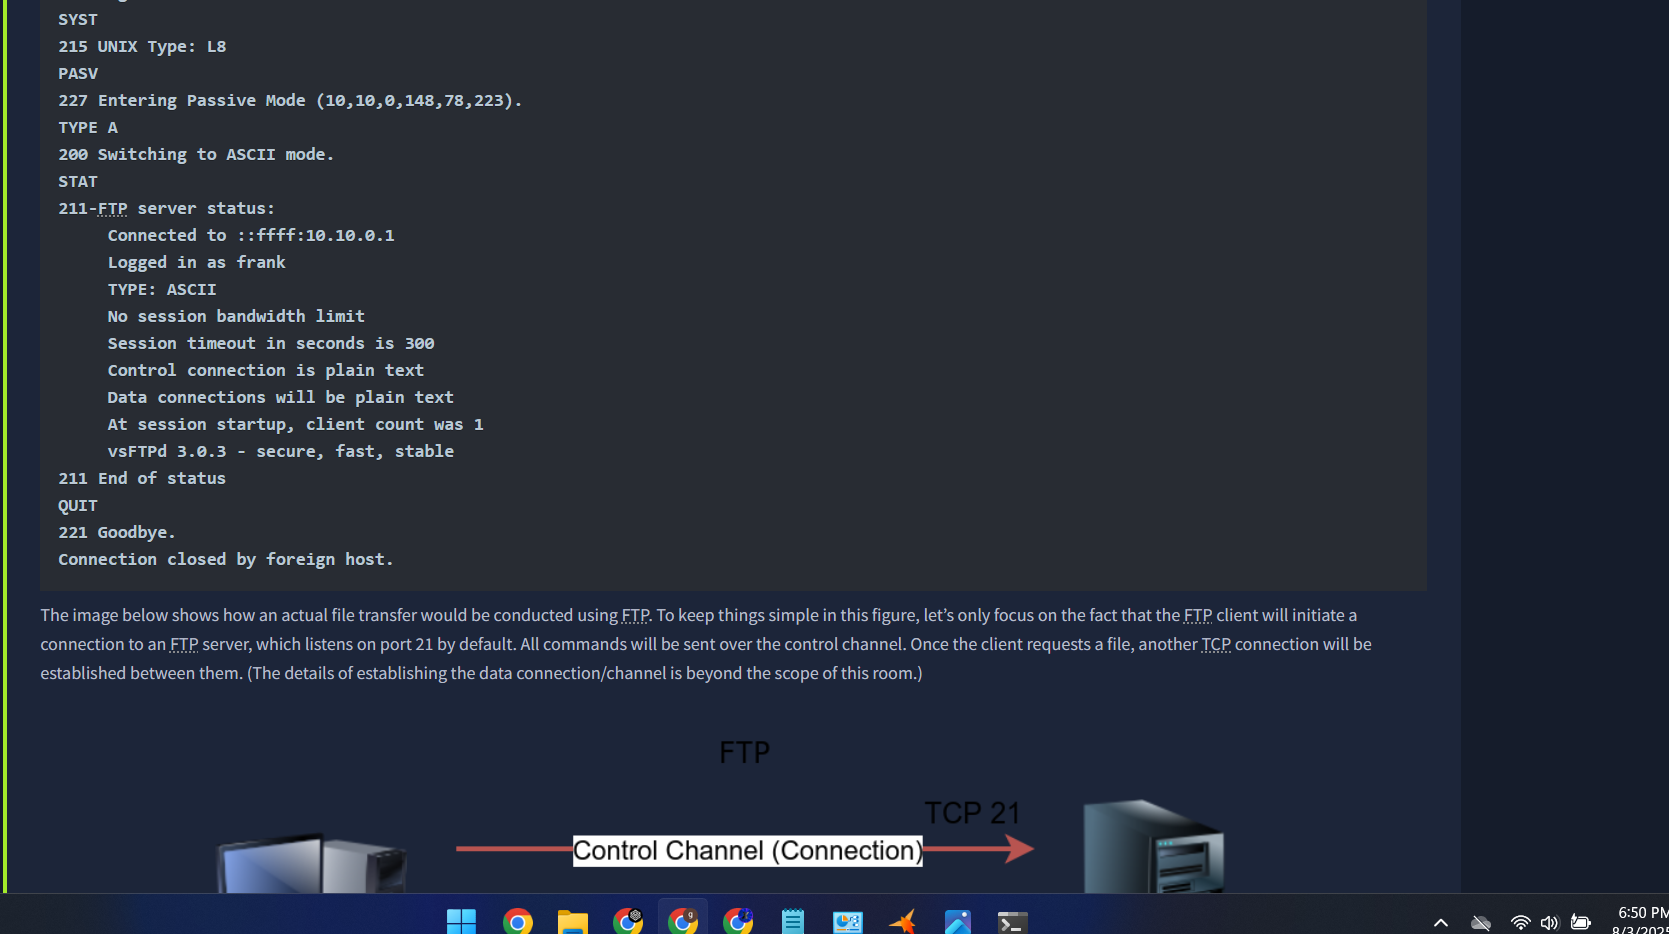 SYST
215 UNIX Type: L8
PASV
227 Entering Passive Mode (10,10,0,148,78,223).
TYPE A
200 Switching to ASCII mode.
STAT
211-FTP server status:
Connected to ::ffff:10.10.0.1
Logged in as frank
TYPE: ASCII
No session bandwidth limit
Session timeout in seconds is 300
Control connection is plain text
Data connections will be plain text
At session startup, client count was 1
vsFTPd 3.0.3 - secure, fast, stable
211 End of status
QUIT
221 Goodbye.
Connection closed by foreign host.
The image below shows how an actual file transfer would be conducted using FTP. To keep things simple in this figure, let’s only focus on the fact that the FTP client will initiate a
connection to an FTP server, which listens on port 21 by default. All commands will be sent over the control channel. Once the client requests a file, another TCP connection will be
established between them. (The details of establishing the data connection/channel is beyond the scope of this room.)
FTP
TCP 21
Control Channel (Connection)
6:50 PM